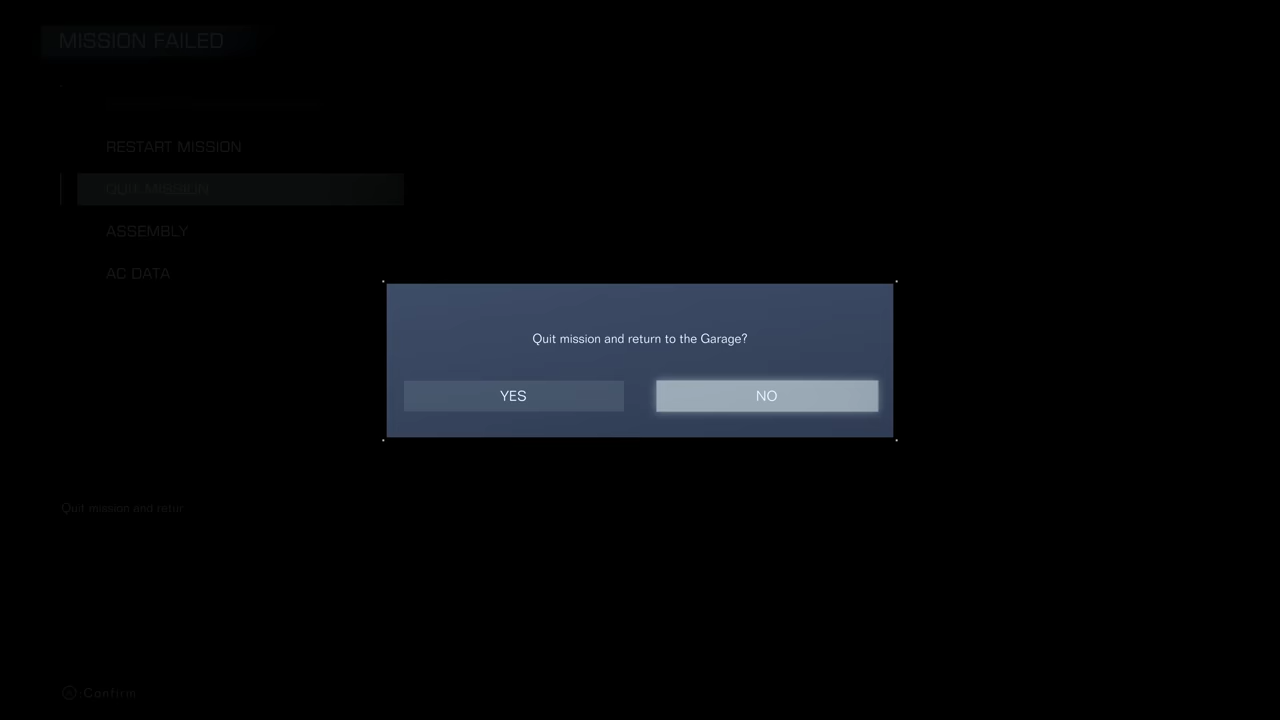 MISSION FAILED
RESTART MISSION
QUIT MISSION
ASSEMBLY
AC DATA
Quit mission and return to the Garage?
YES
NO
Quit mission and retur
Confirm